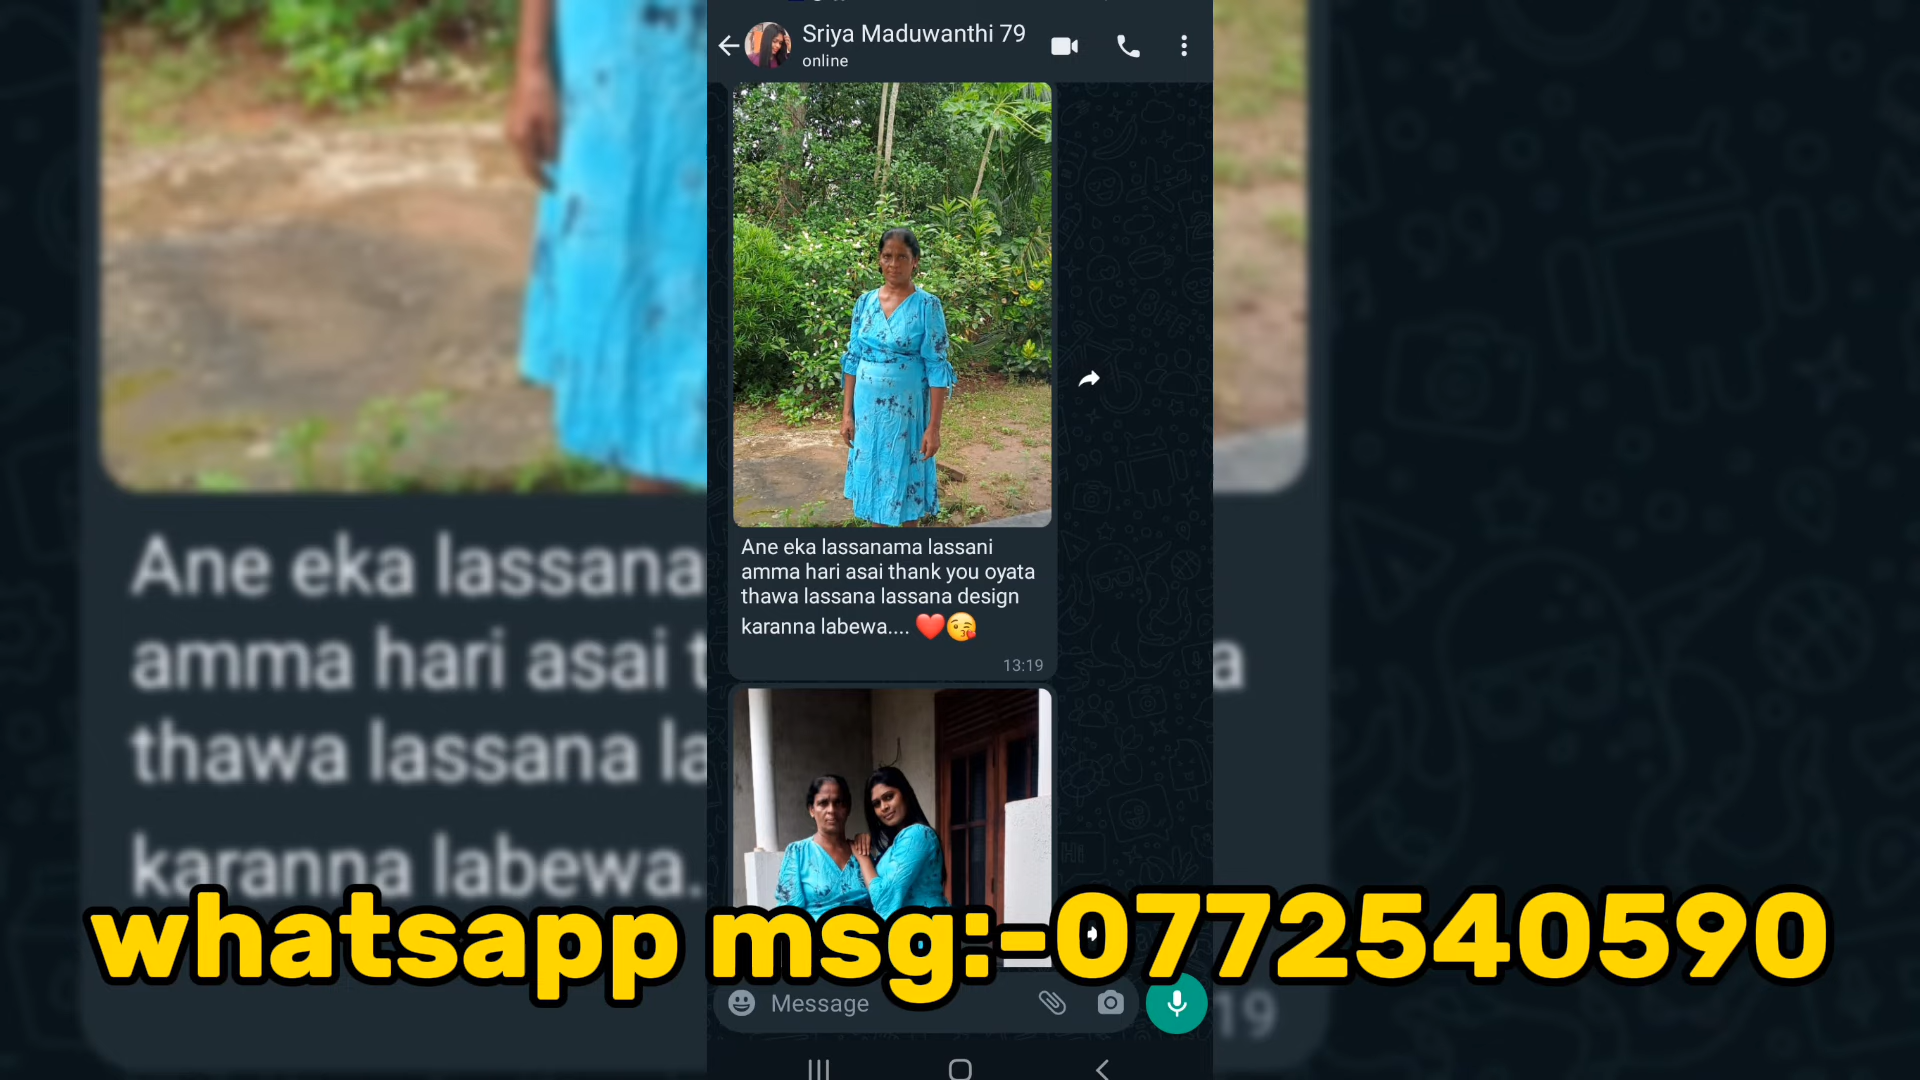 Sriya Maduwanthi 79
online
Ane eka lassanama lassani
amma hari asai thank you oyata
thawa lassana lassana design
karanna labewa.... ❤️😘
13:19
Ane eka lassana
amma hari asai t
a
thawa lassana la
karanna labewa.
whatsapp msg:-0772540590
Message
19